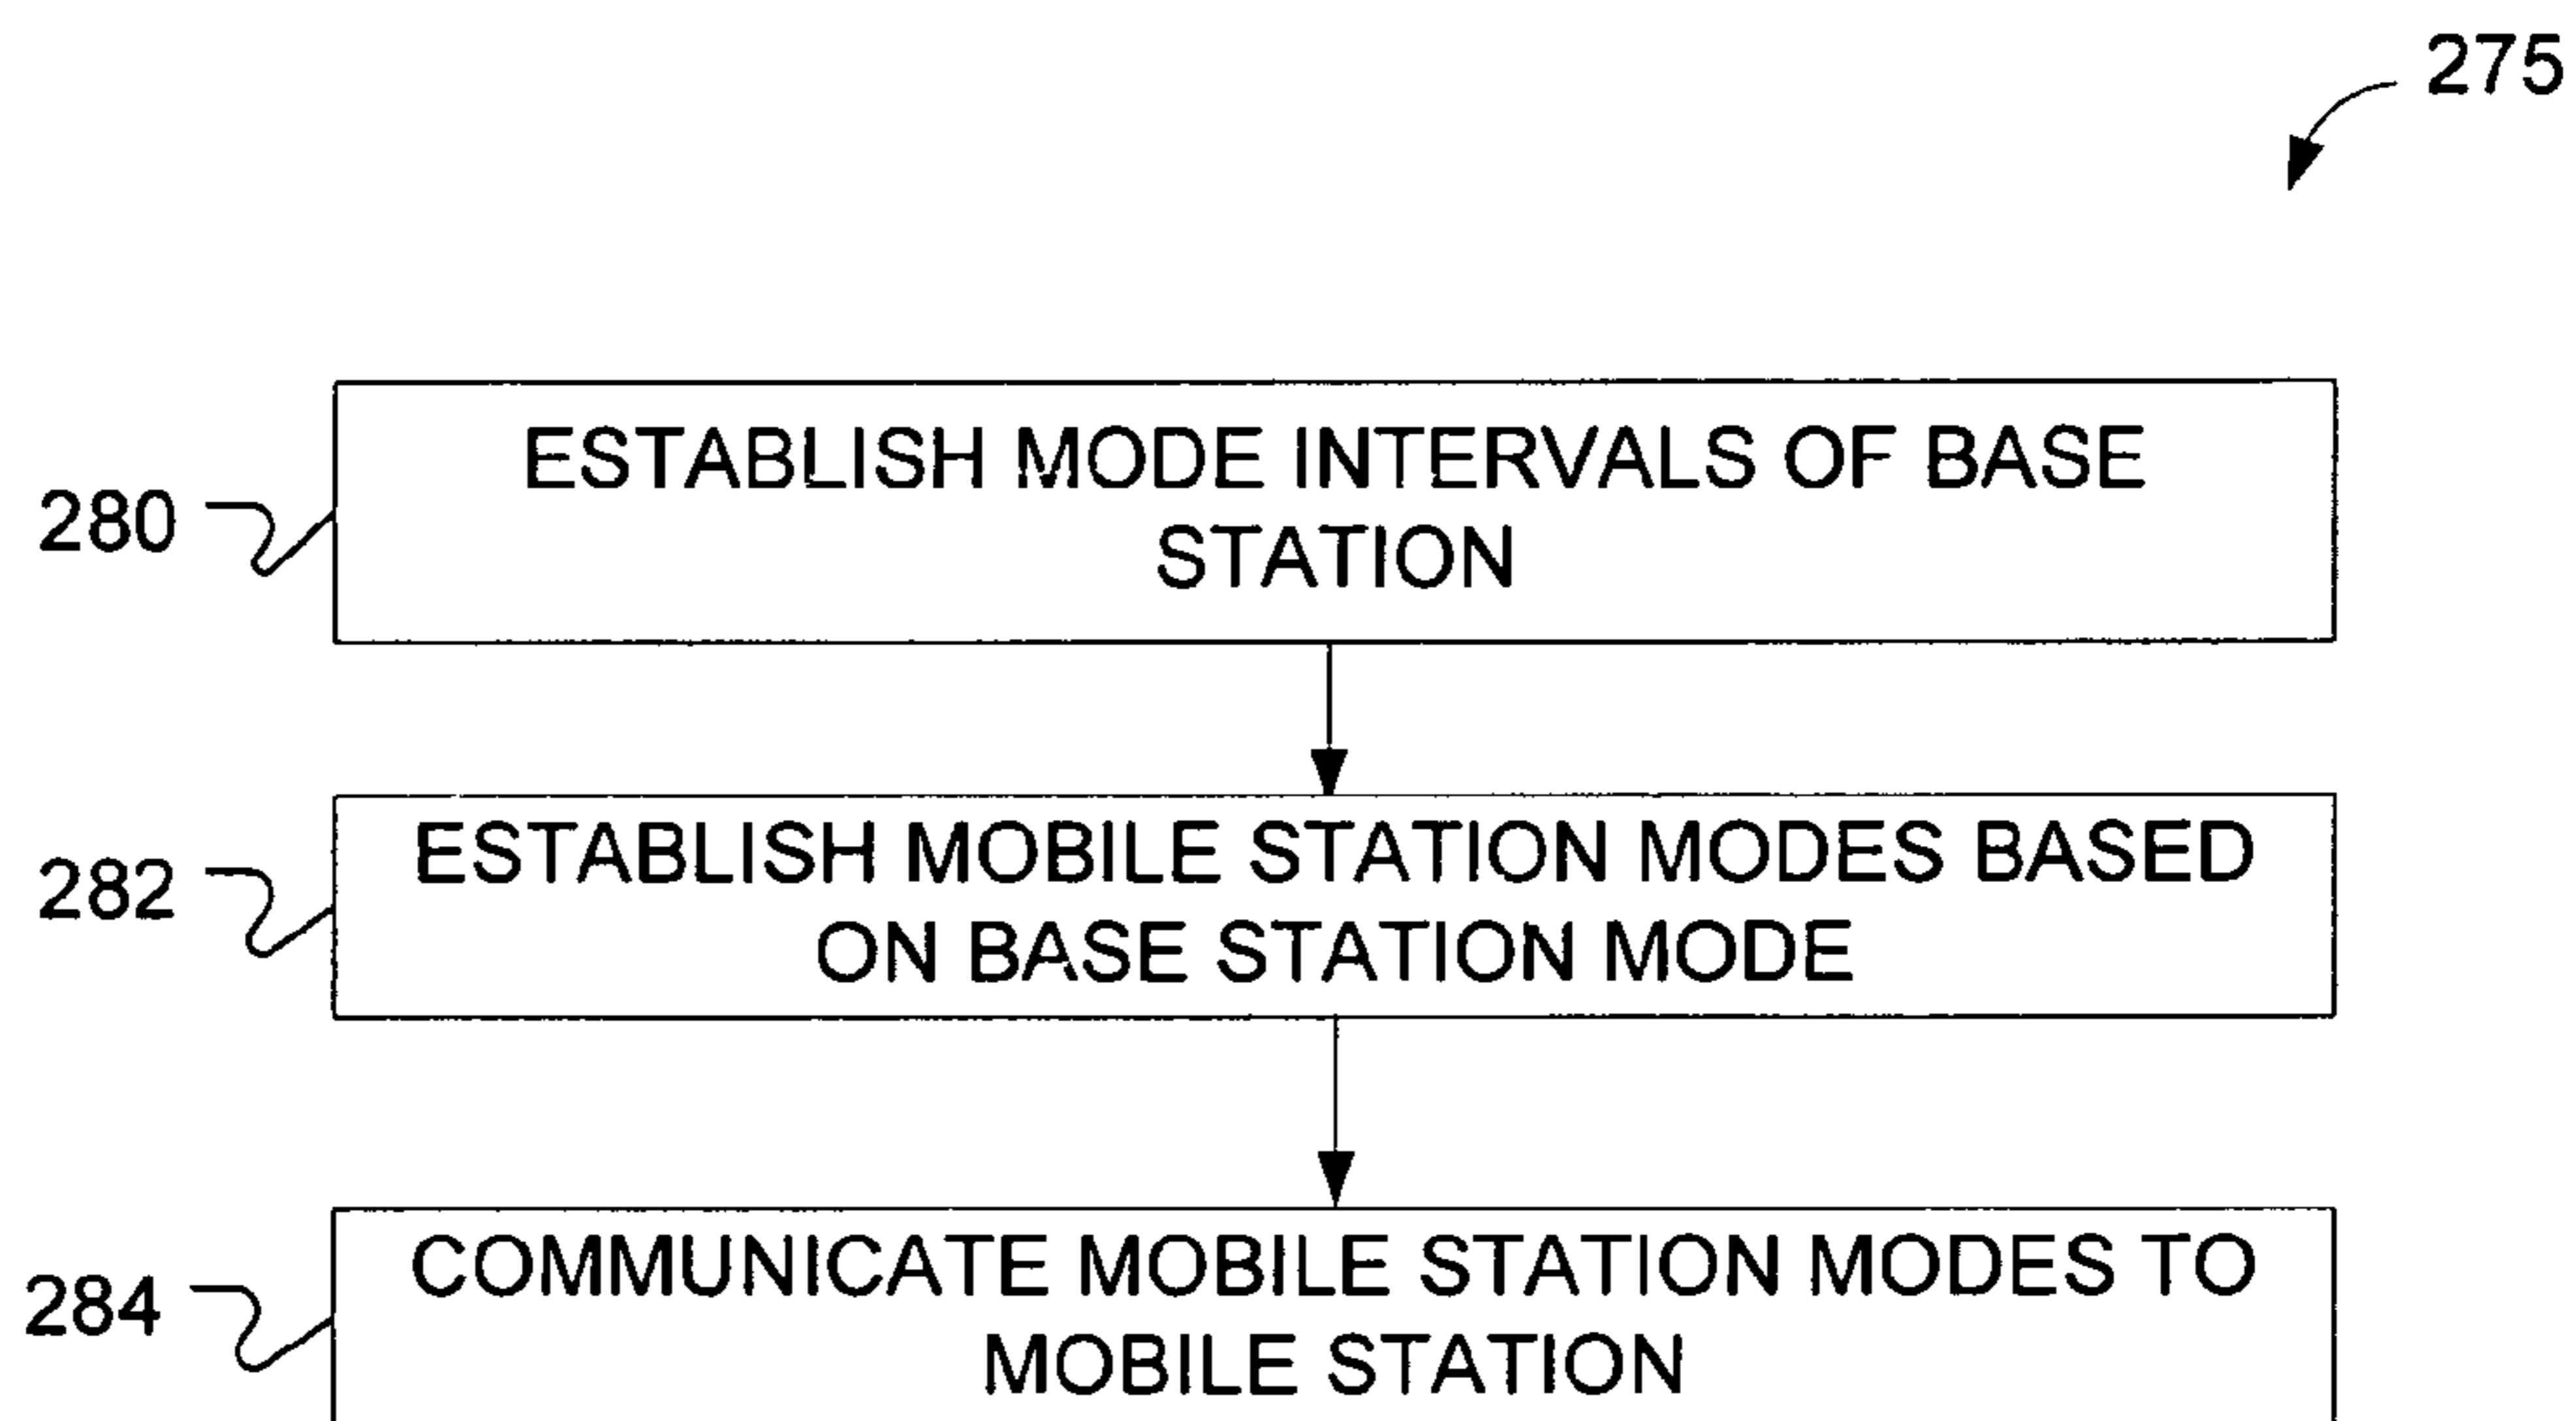 275
280
ESTABLISH MODE INTERVALS OF BASE
STATION
282
ESTABLISH MOBILE STATION MODES BASED
ON BASE STATION MODE
284
COMMUNICATE MOBILE STATION MODES TO
MOBILE STATION